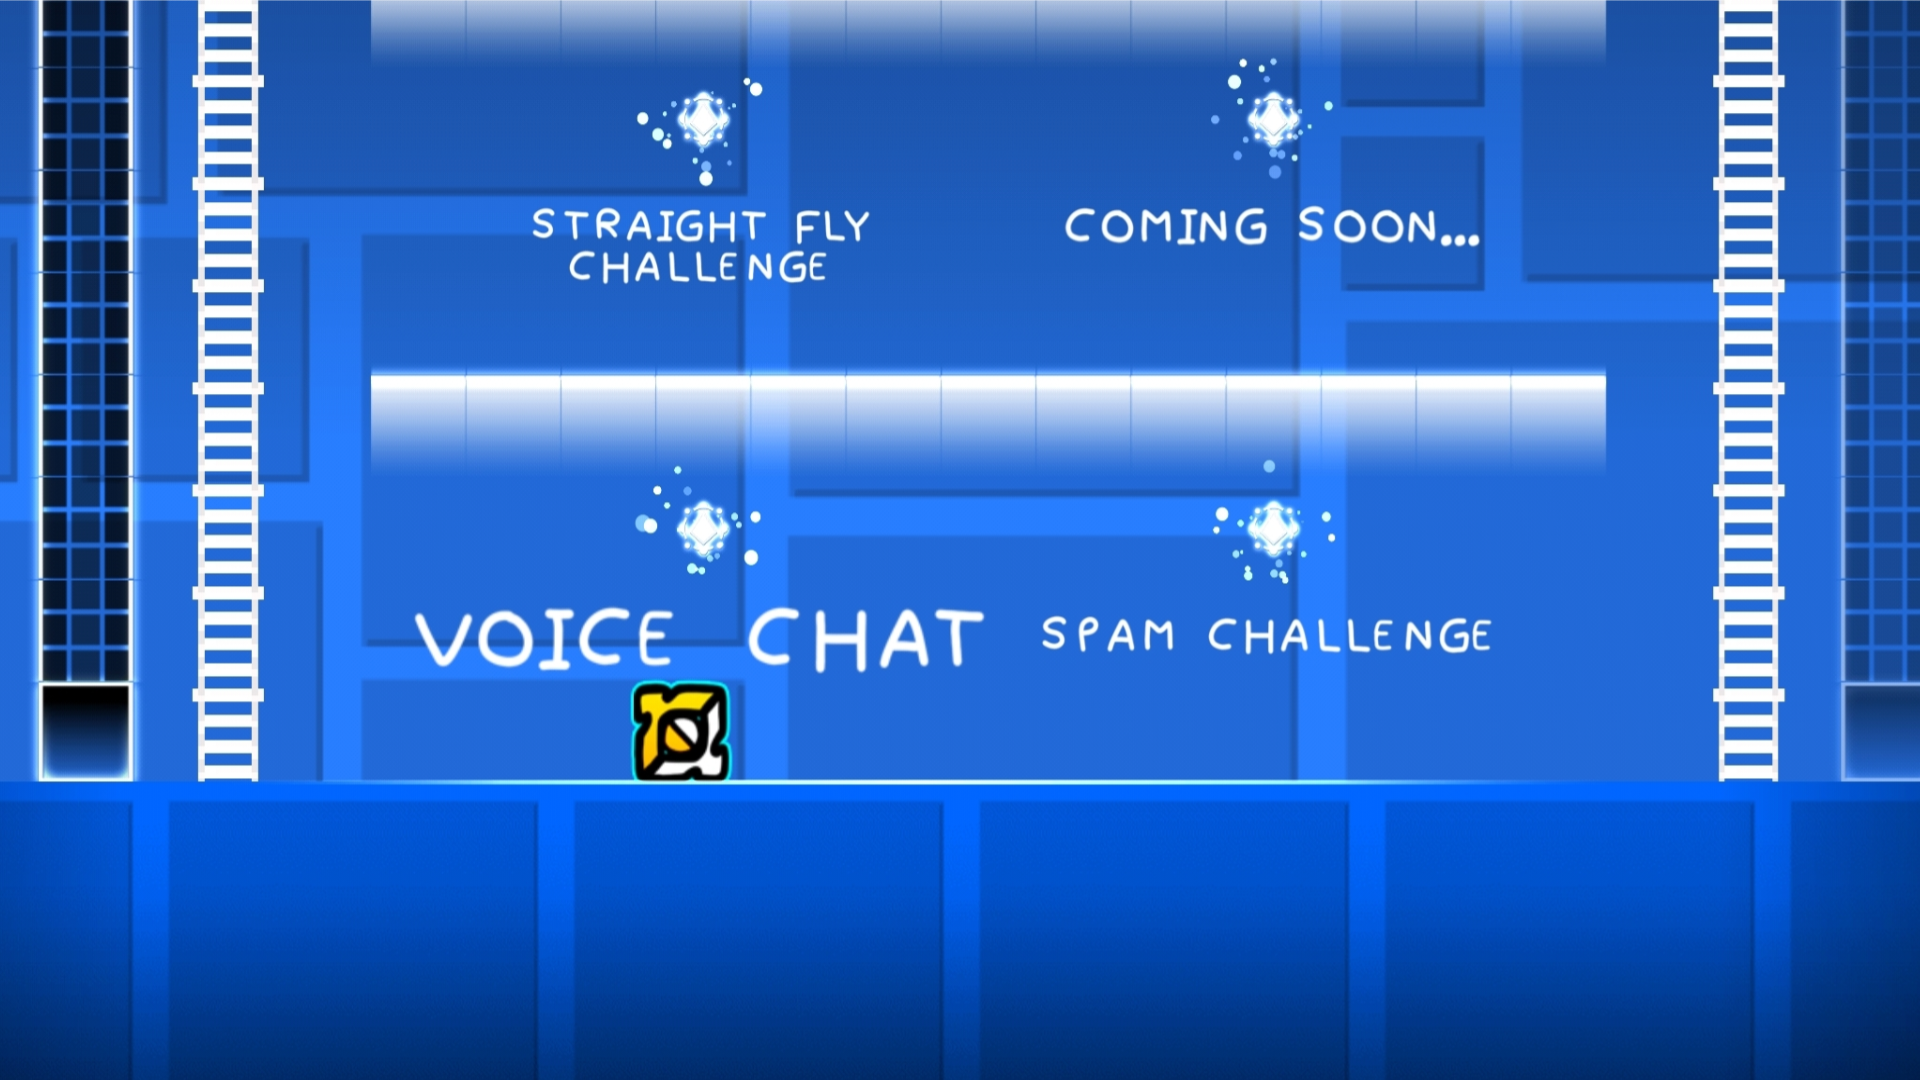 STRAIGHT FLY
CHALLENGE
COMING SOON...
VOICE CHAT
SPAM CHALLENGE